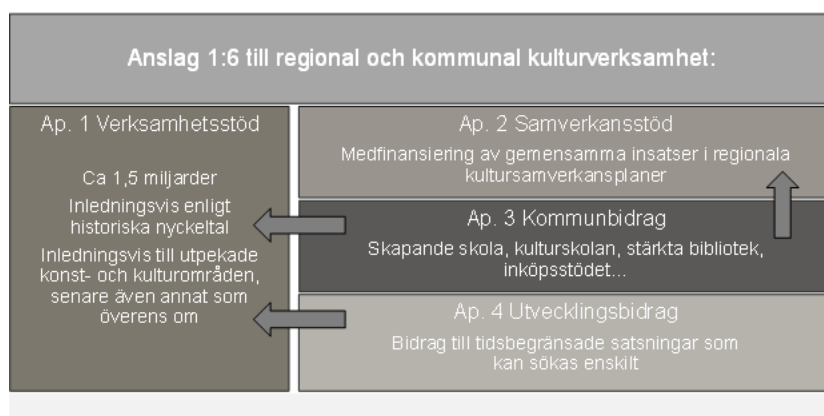 Anslag 1:6 till regional och kommunal kulturverksamhet:
Ap. 1 Verksamhetsstöd
Ca 1,5 miljarder
Inledningsvis enligt
historiska nyckeltal
Inledningsvis till utpekade
konst- och kulturområden,
senare även annat som
överens om
Ap. 2 Samverkansstöd
Medfinansiering av gemensamma insatser i regionala
kultursamverkansplaner
Ap. 3 Kommunbidrag
Skapande skola, kulturskolan, stärkta bibliotek,
inköpsstödet...
Ap. 4 Utvecklingsbidrag
Bidrag till tidsbegränsade satsningar som
kan sökas enskilt